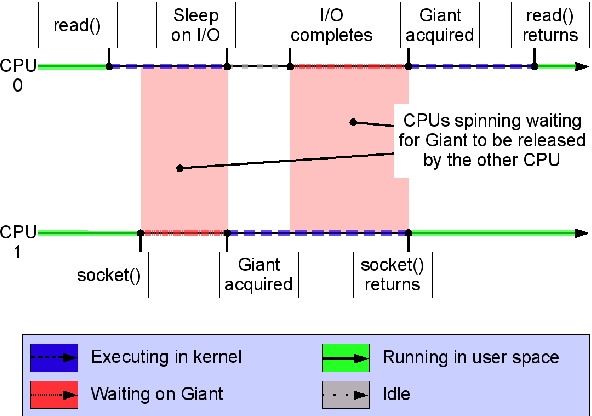 read()
Sleep
on I/O
I/O
completes
Giant
acquired
read()
returns
CPU
0
CPUs spinning waiting
for Giant to be released
by the other CPU
CPU
1
socket()
Giant
acquired
socket()
returns
Executing in kernel
Running in user space
Waiting on Giant
Idle